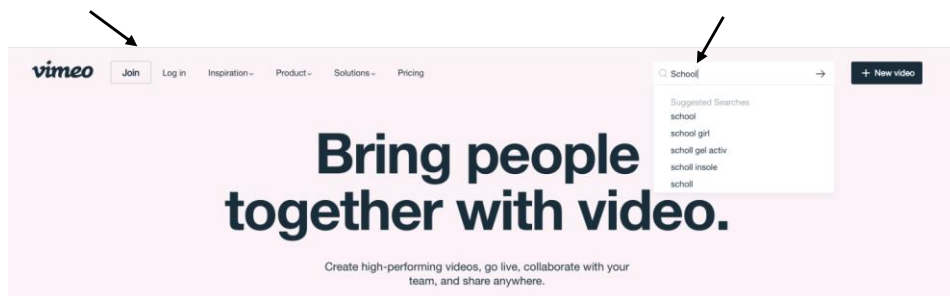 vimeo Join Log in Inspiration Product Solutions Pricing School + New video
Suggested Searches
school
school girl
scholl gel activ
scholl insole
scholl
Bring people
together with video.
Create high-performing videos, go live, collaborate with your
team, and share anywhere.